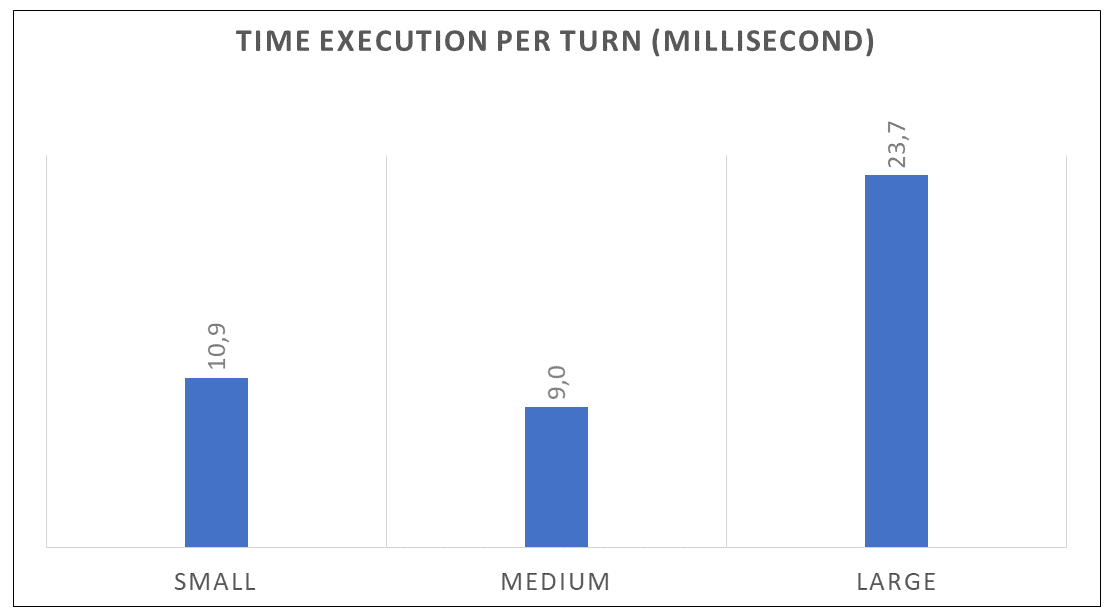 TIME EXECUTION PER TURN (MILLISECOND)
10,9
9,0
23,7
SMALL
MEDIUM
LARGE